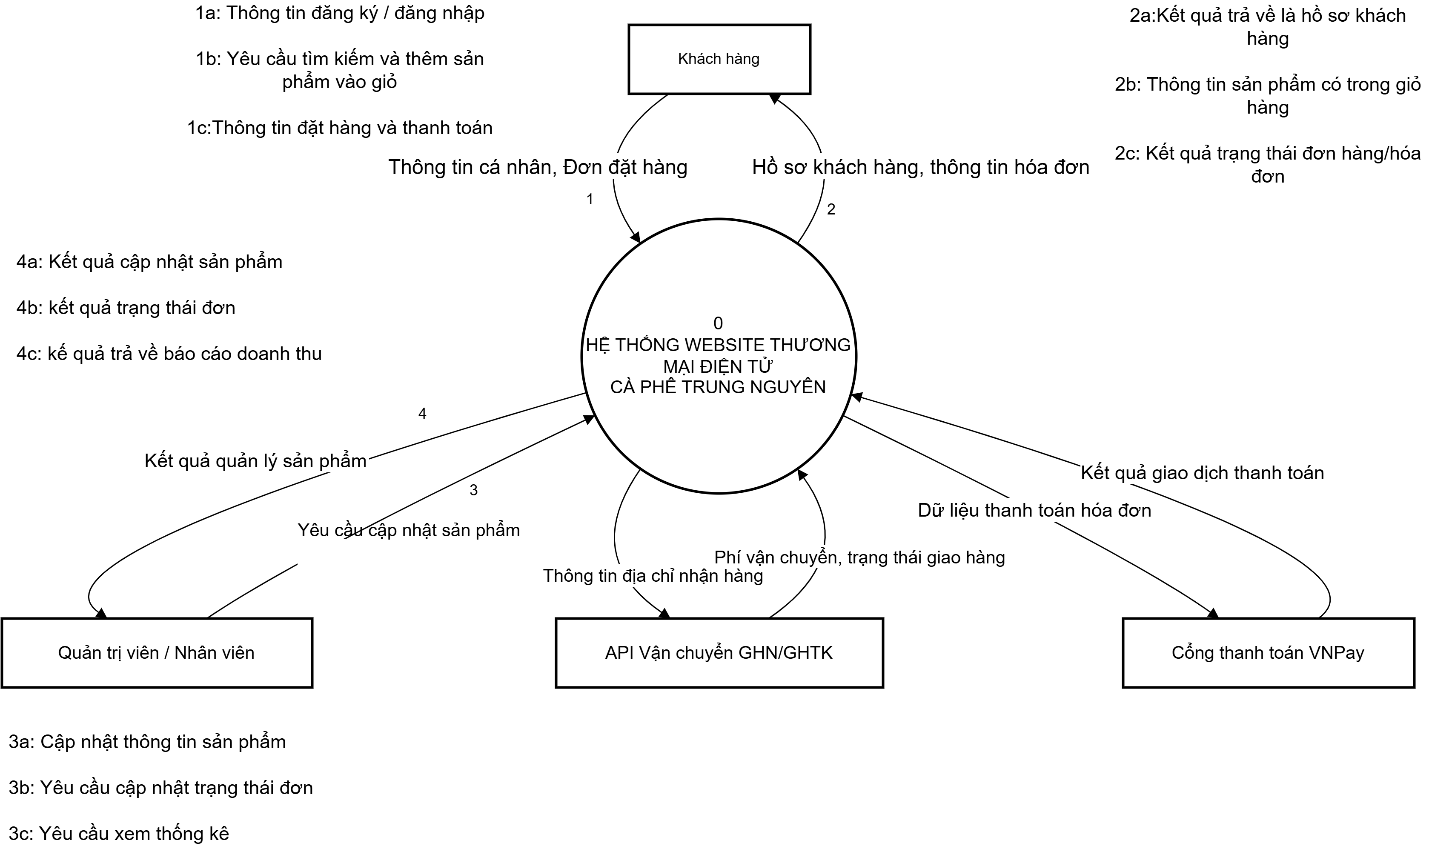 1a: Thông tin đăng ký / đăng nhập
1b: Yêu cầu tìm kiếm và thêm sản
phẩm vào giỏ
1c:Thông tin đặt hàng và thanh toán
Khách hàng
2a:Kết quả trả về là hồ sơ khách
hàng
2b: Thông tin sản phẩm có trong giỏ
hàng
2c: Kết quả trạng thái đơn hàng/hóa
đơn
Thông tin cá nhân, Đơn đặt hàng
Hồ sơ khách hàng, thông tin hóa đơn
1
2
4a: Kết quả cập nhật sản phẩm
4b: kết quả trạng thái đơn
4c: kế quả trả về báo cáo doanh thu
0
HỆ THỐNG WEBSITE THƯƠNG
MẠI ĐIỆN TỬ
CÀ PHÊ TRUNG NGUYÊN
4
Kết quả quản lý sản phẩm
3
Yêu cầu cập nhật sản phẩm
Kết quả giao dịch thanh toán
Dữ liệu thanh toán hóa đơn
Phí vận chuyển, trạng thái giao hàng
Thông tin địa chỉ nhận hàng
Quản trị viên / Nhân viên
API Vận chuyển GHN/GHTK
Cổng thanh toán VNPay
3a: Cập nhật thông tin sản phẩm
3b: Yêu cầu cập nhật trạng thái đơn
3c: Yêu cầu xem thống kê